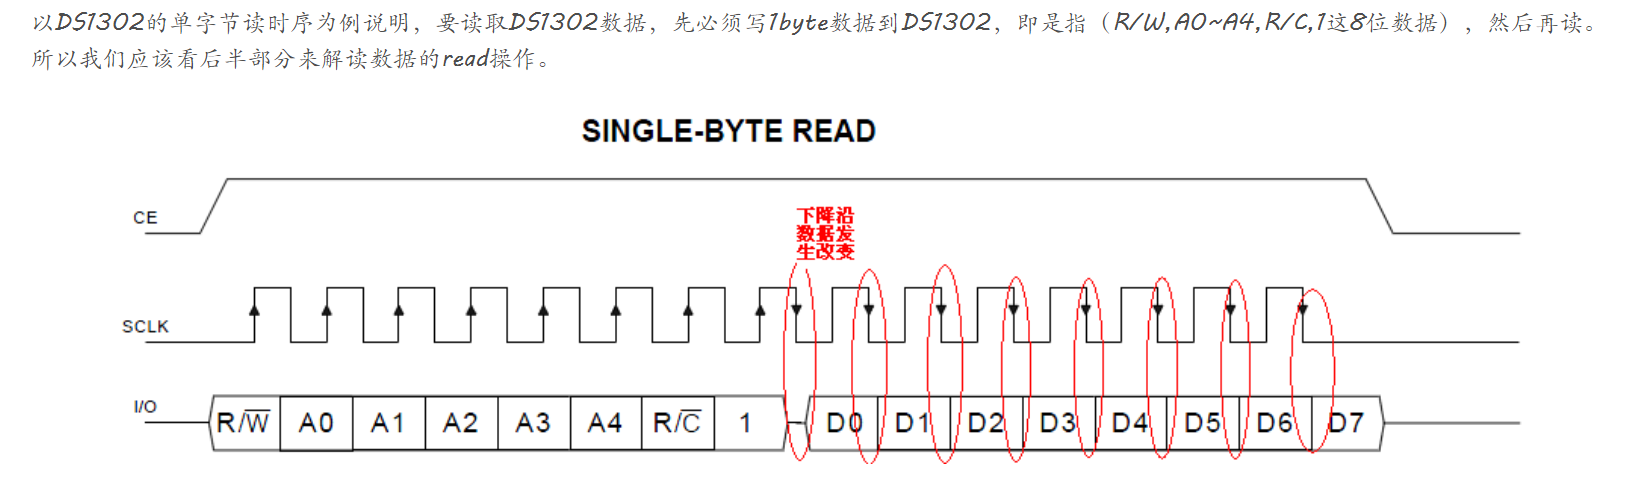 以DS1302的单字节读时序为例说明，要读取DS1302数据，先必须写1byte数据到DS1302，即是指（R/W,A0~A4,R/C,1这8位数据），然后再读。
所以我们应该看后半部分来解读数据的read操作。
SINGLE-BYTE READ
CE
下降沿
数据发
生改变
SCLK
I/O
R/W̅ A0 A1 A2 A3 A4 R/C̅ 1 D0 D1 D2 D3 D4 D5 D6 D7